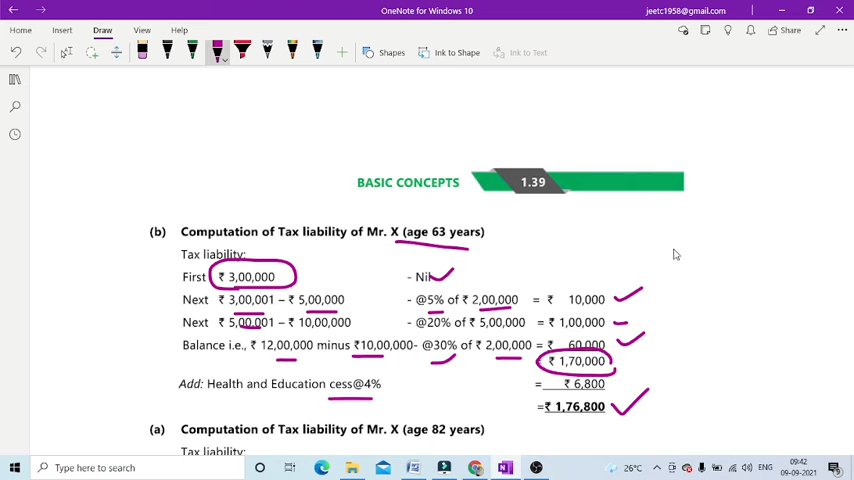 OneNote for Windows 10
jeetc1958@gmail.com
Home Insert Draw View Help
Shapes Ink to Shape Ink to Text Share
BASIC CONCEPTS 1.39
(b) Computation of Tax liability of Mr. X (age 63 years)
Tax liability:
First ₹ 3,00,000 - Nil
Next ₹ 3,00,001 – ₹ 5,00,000 - @5% of ₹ 2,00,000 = ₹ 10,000
Next ₹ 5,00,001 – ₹ 10,00,000 - @20% of ₹ 5,00,000 = ₹ 1,00,000
Balance i.e., ₹ 12,00,000 minus ₹10,00,000- @30% of ₹ 2,00,000 = ₹ 60,000
= ₹ 1,70,000
Add: Health and Education cess@4% = ₹ 6,800
=₹ 1,76,800
(a) Computation of Tax liability of Mr. X (age 82 years)
Tax liability:
Type here to search
26°C
ENG
09:42
09-09-2021